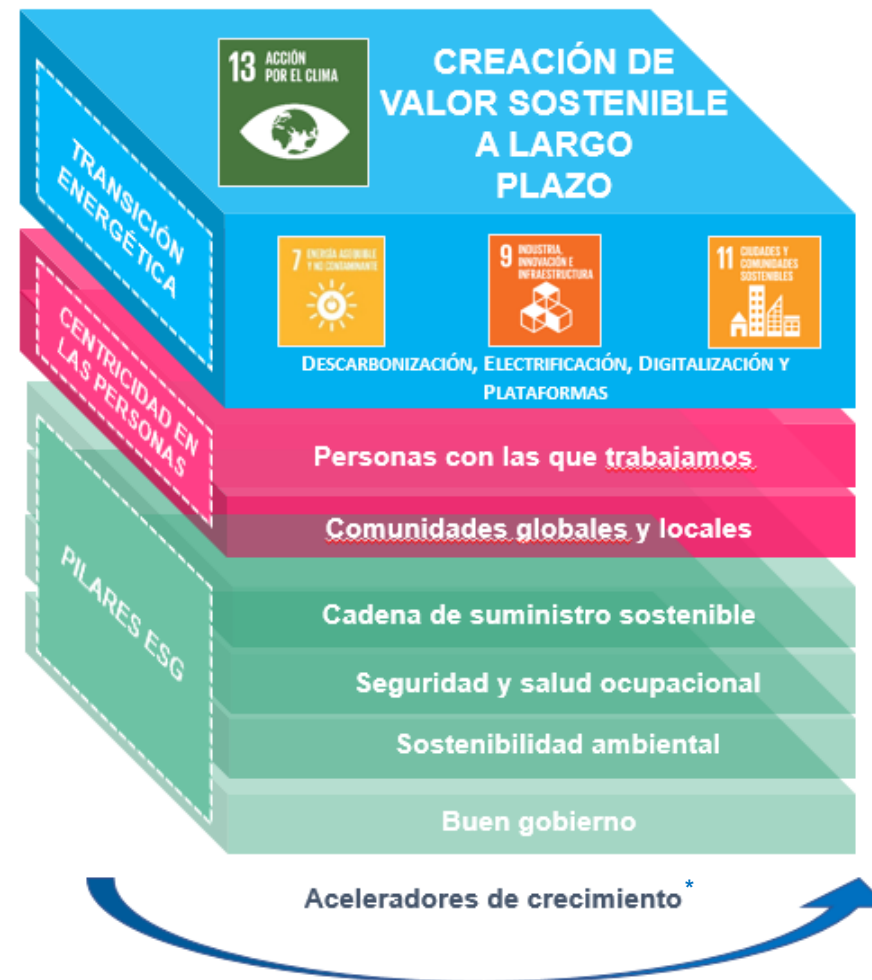 13 ACCIÓN
POR EL CLIMA
CREACIÓN DE
VALOR SOSTENIBLE
A LARGO
PLAZO
TRANSICIÓN
ENERGÉTICA
7 ENERGÍA ASEQUIBLE
Y NO CONTAMINANTE
9 INDUSTRIA,
INNOVACIÓN E
INFRAESTRUCTURA
11 CIUDADES Y
COMUNIDADES
SOSTENIBLES
DESCARBONIZACIÓN, ELECTRIFICACIÓN, DIGITALIZACIÓN Y
PLATAFORMAS
CENTRICIDAD EN
LAS PERSONAS
Personas con las que trabajamos
Comunidades globales y locales
PILARES ESG
Cadena de suministro sostenible
Seguridad y salud ocupacional
Sostenibilidad ambiental
Buen gobierno
Aceleradores de crecimiento*